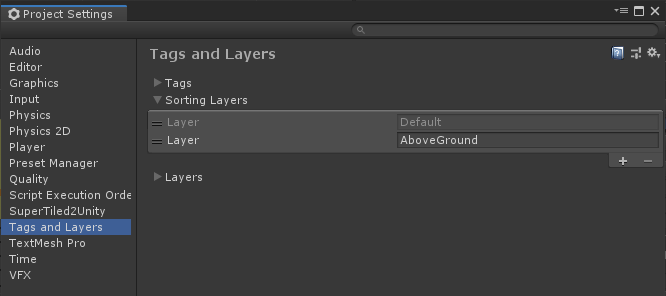 Project Settings
Audio
Editor
Graphics
Input
Physics
Physics 2D
Player
Preset Manager
Quality
Script Execution Orde
SuperTiled2Unity
Tags and Layers
TextMesh Pro
Time
VFX
Tags and Layers
Tags
Sorting Layers
Layer Default
Layer AboveGround
Layers